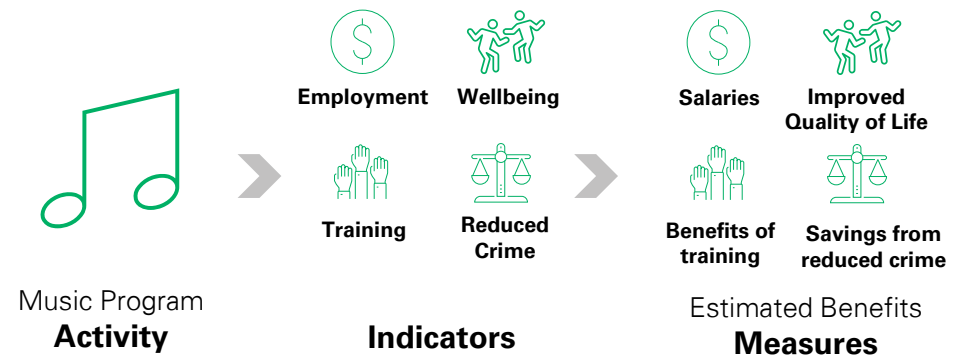 Employment
Wellbeing
Training
Reduced
Crime
Salaries
Improved
Quality of Life
Benefits of
training
Savings from
reduced crime
Music Program
Activity
Indicators
Estimated Benefits
Measures